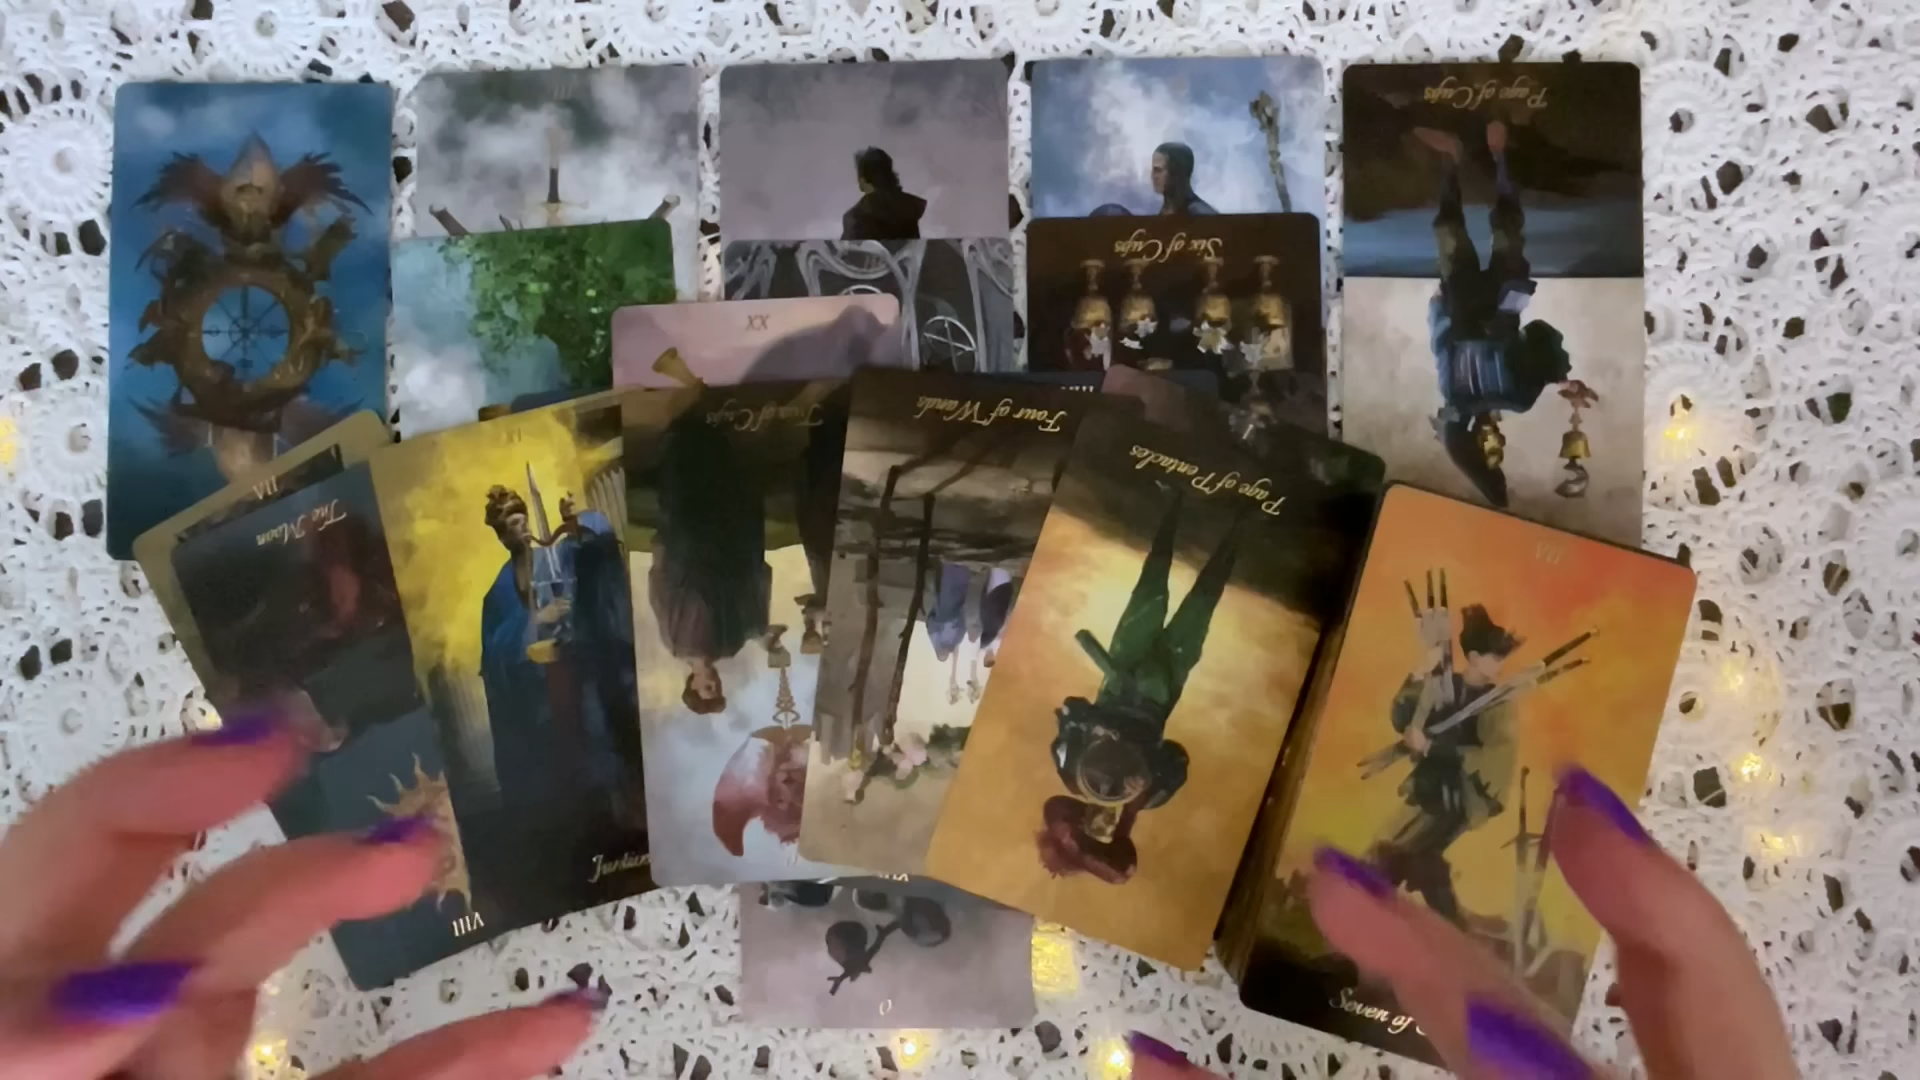 Page of Cups
Six of Cups
XX
VII
The Moon
XI
Two of Cups
Four of Wands
Page of Pentacles
VII
VIII
0
Seven of